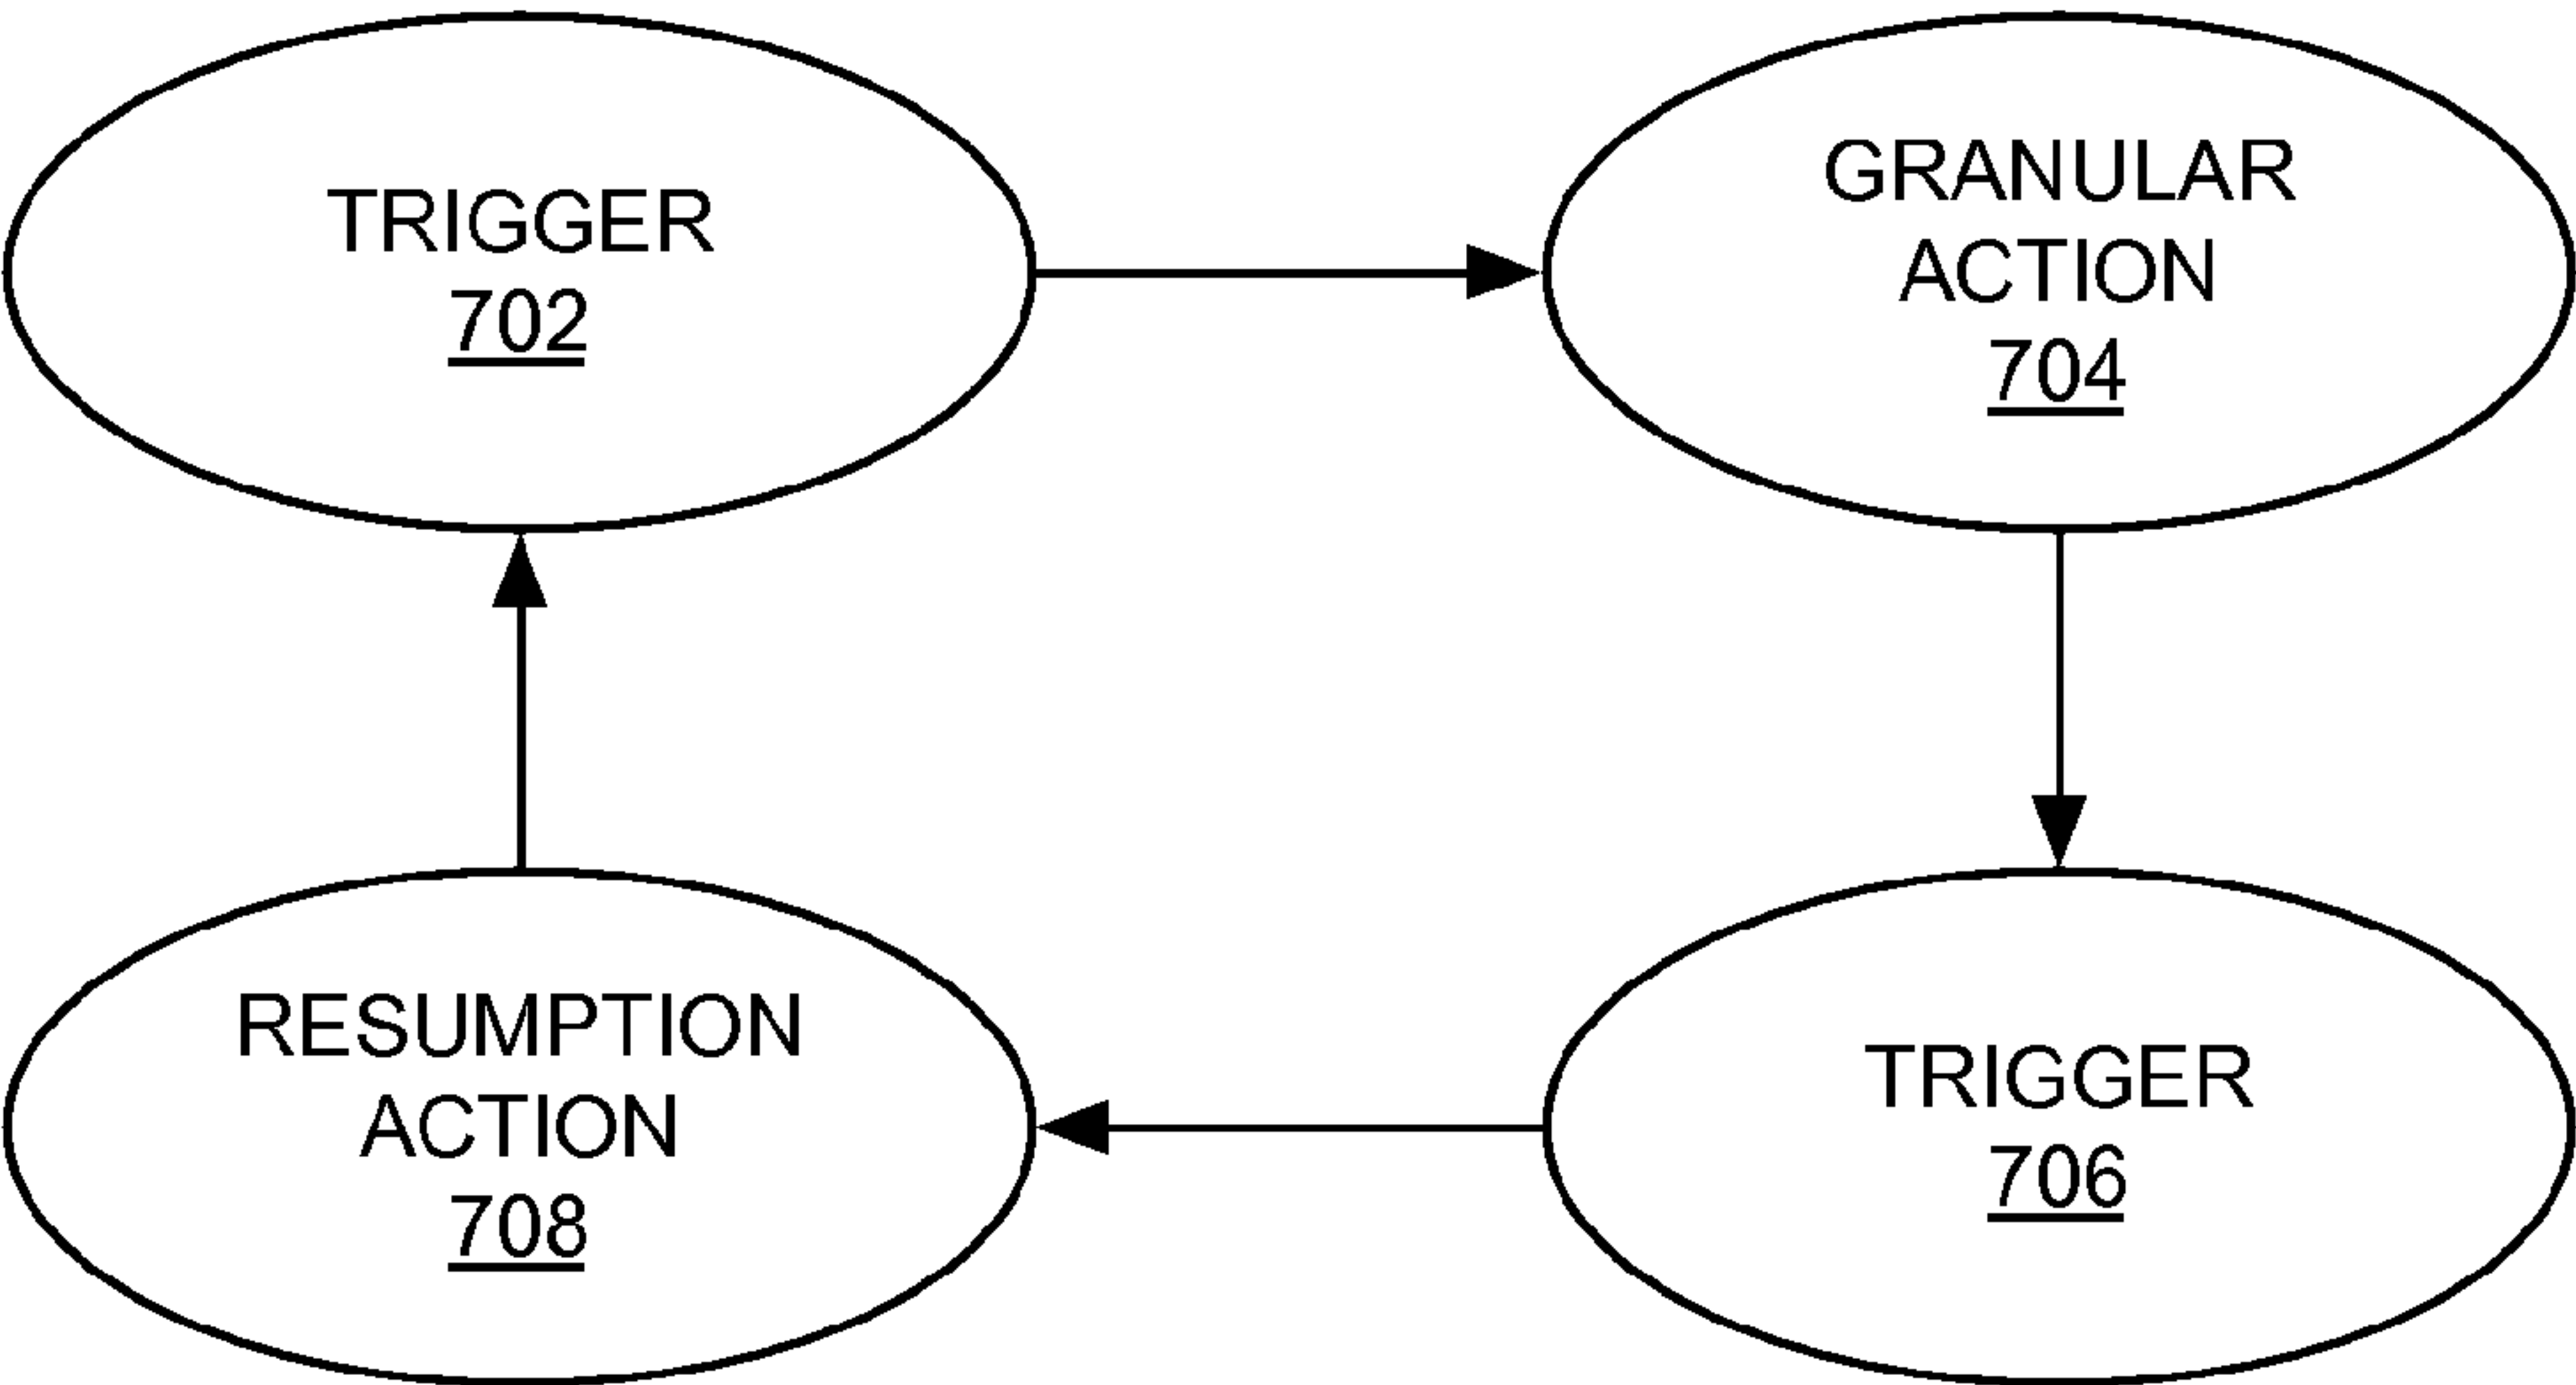 TRIGGER
702
GRANULAR
ACTION
704
RESUMPTION
ACTION
708
TRIGGER
706